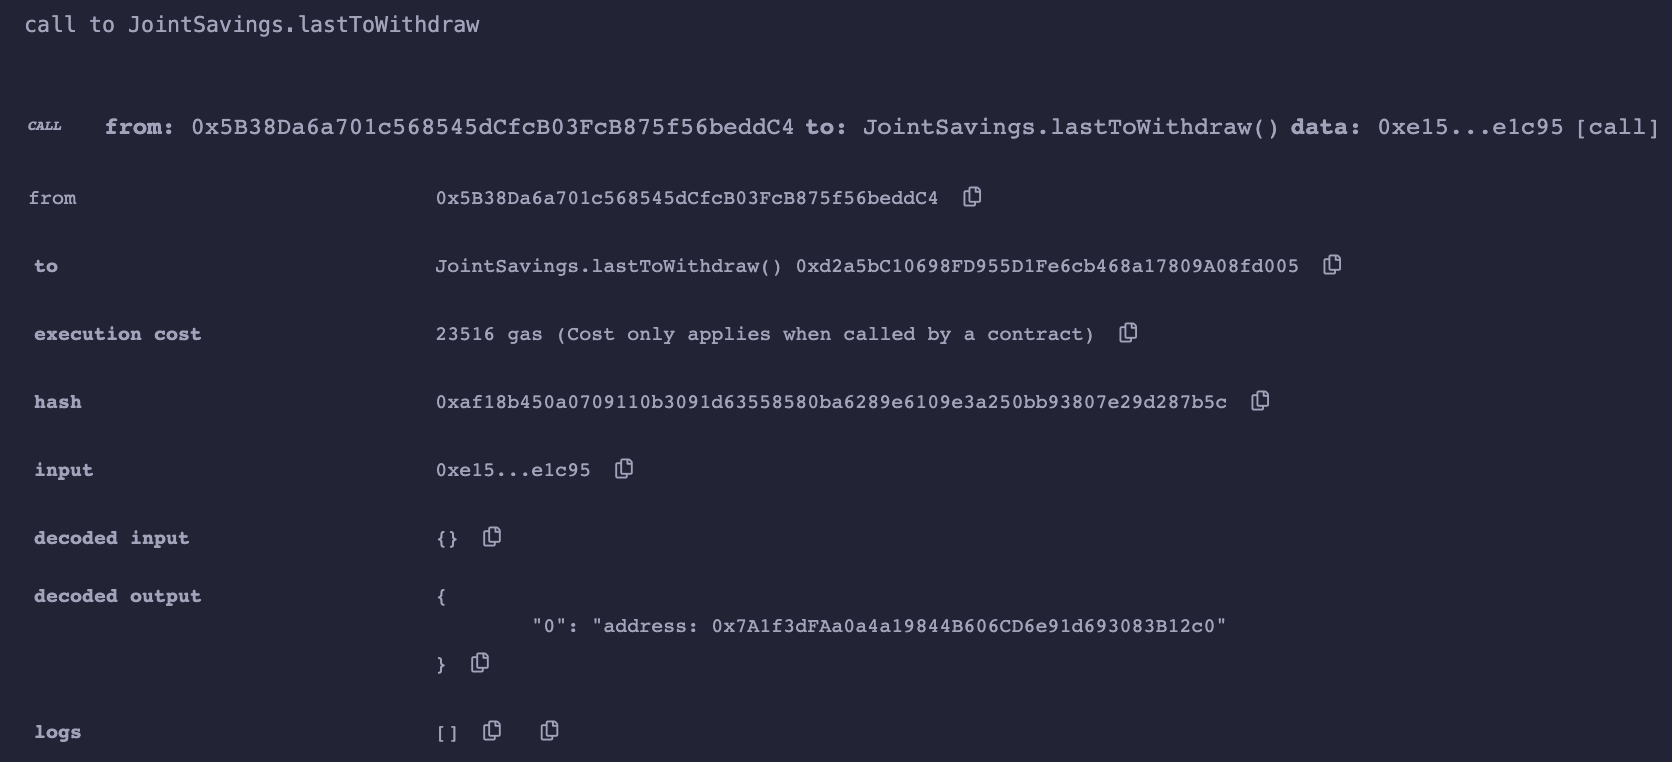 call to JointSavings.lastToWithdraw
CALL from: 0x5B38Da6a701c568545dCfcB03FcB875f56beddC4 to: JointSavings.lastToWithdraw() data: 0xe15...e1c95 [call]
from 0x5B38Da6a701c568545dCfcB03FcB875f56beddC4
to JointSavings.lastToWithdraw() 0xd2a5bC10698FD955D1Fe6cb468a17809A08fd005
execution cost 23516 gas (Cost only applies when called by a contract)
hash 0xaf18b450a0709110b3091d63558580ba6289e6109e3a250bb93807e29d287b5c
input 0xe15...e1c95
decoded input {}
decoded output {
"0": "address: 0x7A1f3dFAa0a4a19844B606CD6e91d693083B12c0"
}
logs []